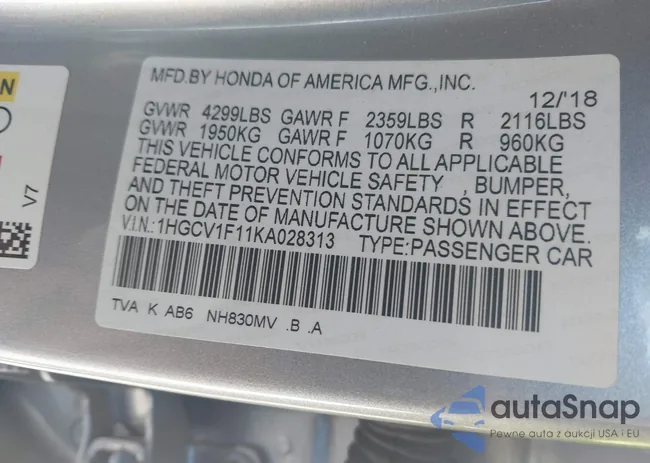 N
V7
MFD.BY HONDA OF AMERICA MFG.,INC.
12/'18
GVWR 4299LBS GAWR F 2359LBS R 2116LBS
GVWR 1950KG GAWR F 1070KG R 960KG
THIS VEHICLE CONFORMS TO ALL APPLICABLE
FEDERAL MOTOR VEHICLE SAFETY , BUMPER,
AND THEFT PREVENTION STANDARDS IN EFFECT
ON THE DATE OF MANUFACTURE SHOWN ABOVE.
V.I.N.:1HGCV1F11KA028313 TYPE:PASSENGER CAR
TVA K AB6 NH830MV .B .A
autaSnap
Pewne auta z aukcji USA i EU